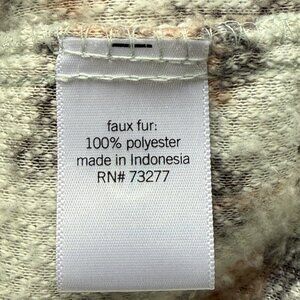 faux fur:
100% polyester
made in Indonesia
RN# 73277